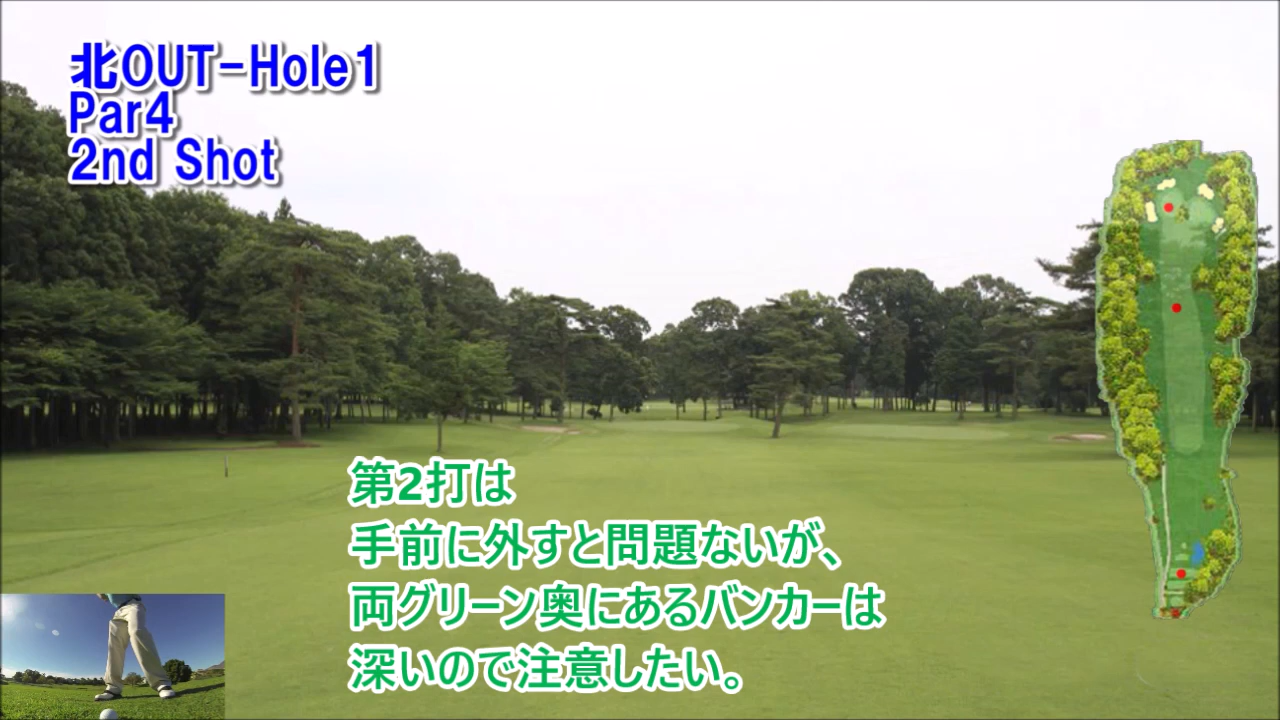 北OUT-Hole1
Par4
2nd Shot
第2打は
手前に外すと問題ないが、
両グリーン奥にあるバンカーは
深いので注意したい。